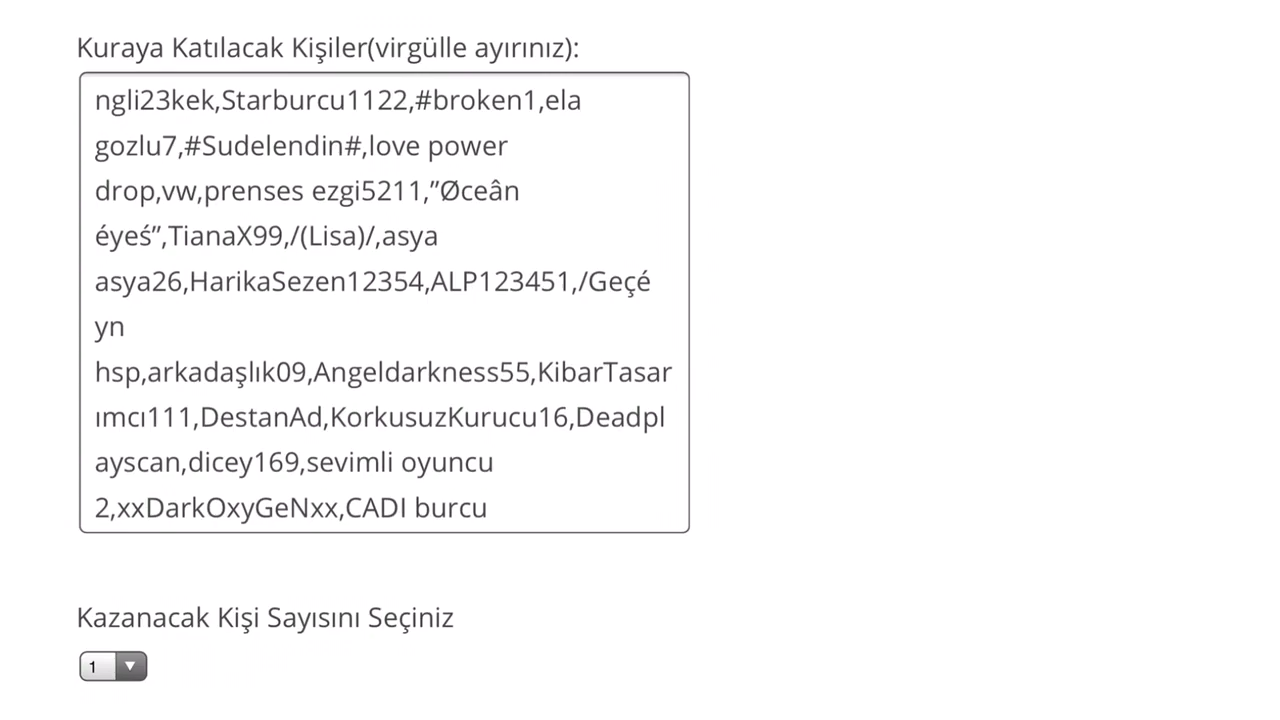 Kuraya Katılacak Kişiler(virgülle ayırınız):
ngli23kek,Starburcu1122,#broken1,ela
gozlu7,#Sudelendin#,love power
drop,vw,prenses ezgi5211,”Øceân
éyeś”,TianaX99,/(Lisa)/,asya
asya26,HarikaSezen12354,ALP123451,/Geçé
yn
hsp,arkadaşlık09,Angeldarkness55,KibarTasar
ımcı111,DestanAd,KorkusuzKurucu16,Deadpl
ayscan,dicey169,sevimli oyuncu
2,xxDarkOxyGeNxx,CADI burcu
Kazanacak Kişi Sayısını Seçiniz
1